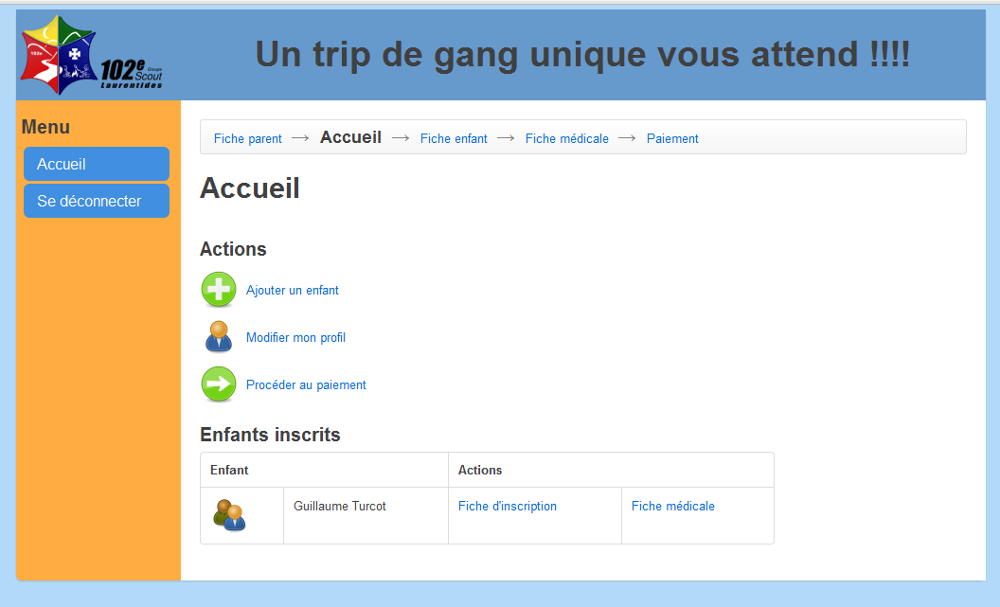 102e
102e Groupe
Scout
Laurentides
Un trip de gang unique vous attend !!!!
Menu
Accueil
Se déconnecter
Fiche parent → Accueil → Fiche enfant → Fiche médicale → Paiement
Accueil
Actions
Ajouter un enfant
Modifier mon profil
Procéder au paiement
Enfants inscrits
Enfant Actions
Guillaume Turcot Fiche d'inscription Fiche médicale